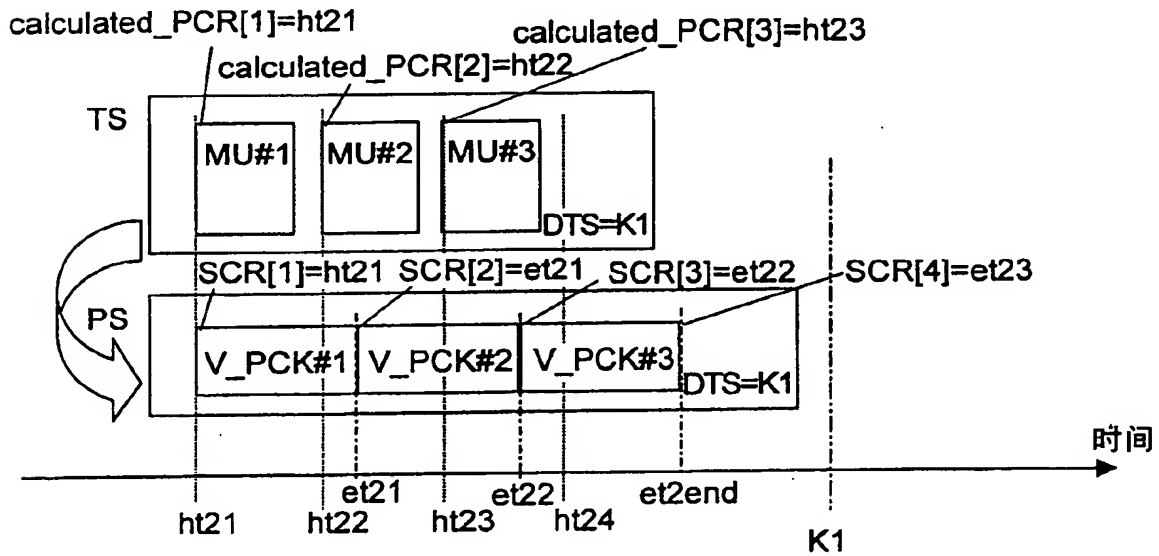 calculated_PCR[1]=ht21
calculated_PCR[3]=ht23
calculated_PCR[2]=ht22
TS
MU#1
MU#2
MU#3
DTS=K1
SCR[1]=ht21
SCR[2]=et21
SCR[3]=et22
SCR[4]=et23
PS
V_PCK#1
V_PCK#2
V_PCK#3
DTS=K1
时间
et21
et22
et2end
ht21
ht22
ht23
ht24
K1